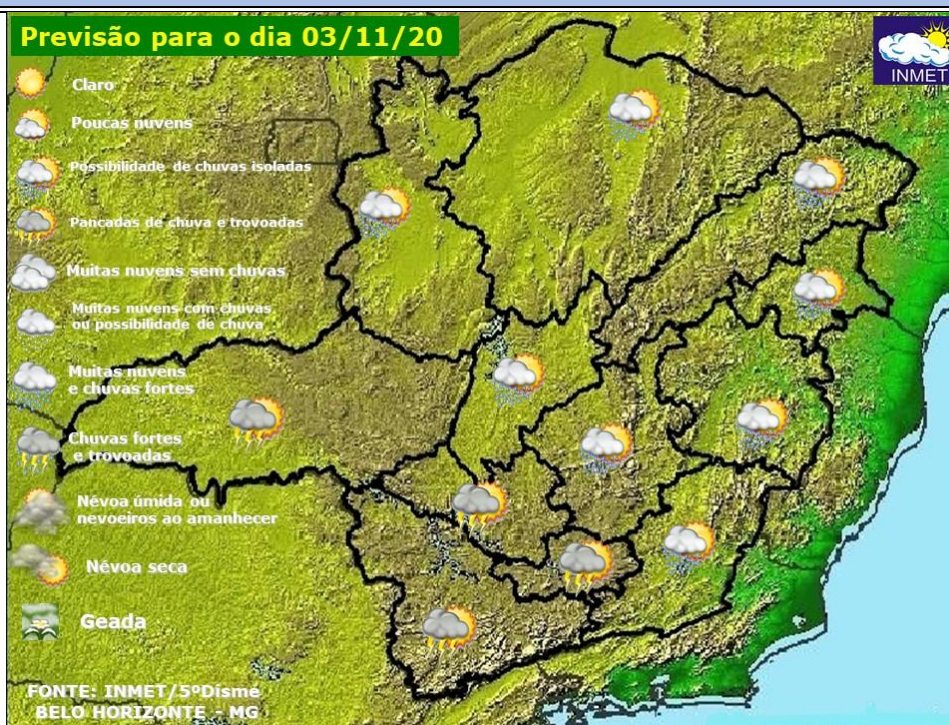 Previsão para o dia 03/11/20
INMET
Claro
Poucas nuvens
Possibilidade de chuvas isoladas
Pancadas de chuva e trovoadas
Muitas nuvens sem chuvas
Muitas nuvens com chuvas
ou possibilidade de chuva
Muitas nuvens
e chuvas fortes
Chuvas fortes
e trovoadas
Névoa úmida ou
nevoeiros ao amanhecer
Névoa seca
Geada
FONTE: INMET/5ºDisme
BELO HORIZONTE - MG